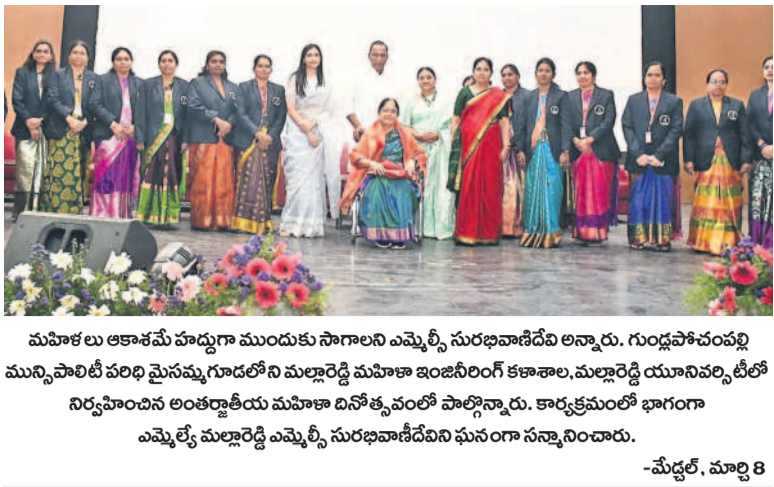 మహిళలు ఆకాశమే హద్దుగా ముందుకు సాగాలని ఎమ్మెల్సీ సురభివాణిదేవి అన్నారు. గుండ్లపోచంపల్లి
మున్సిపాలిటీ పరిధి మైసమ్మగూడలోని మల్లారెడ్డి మహిళా ఇంజినీరింగ్ కళాశాల,మల్లారెడ్డి యూనివర్సిటీలో
నిర్వహించిన అంతర్జాతీయ మహిళా దినోత్సవంలో పాల్గొన్నారు. కార్యక్రమంలో భాగంగా
ఎమ్మెల్యే మల్లారెడ్డి ఎమ్మెల్సీ సురభివాణీదేవిని ఘనంగా సన్మానించారు.
-మేడ్చల్, మార్చి 8